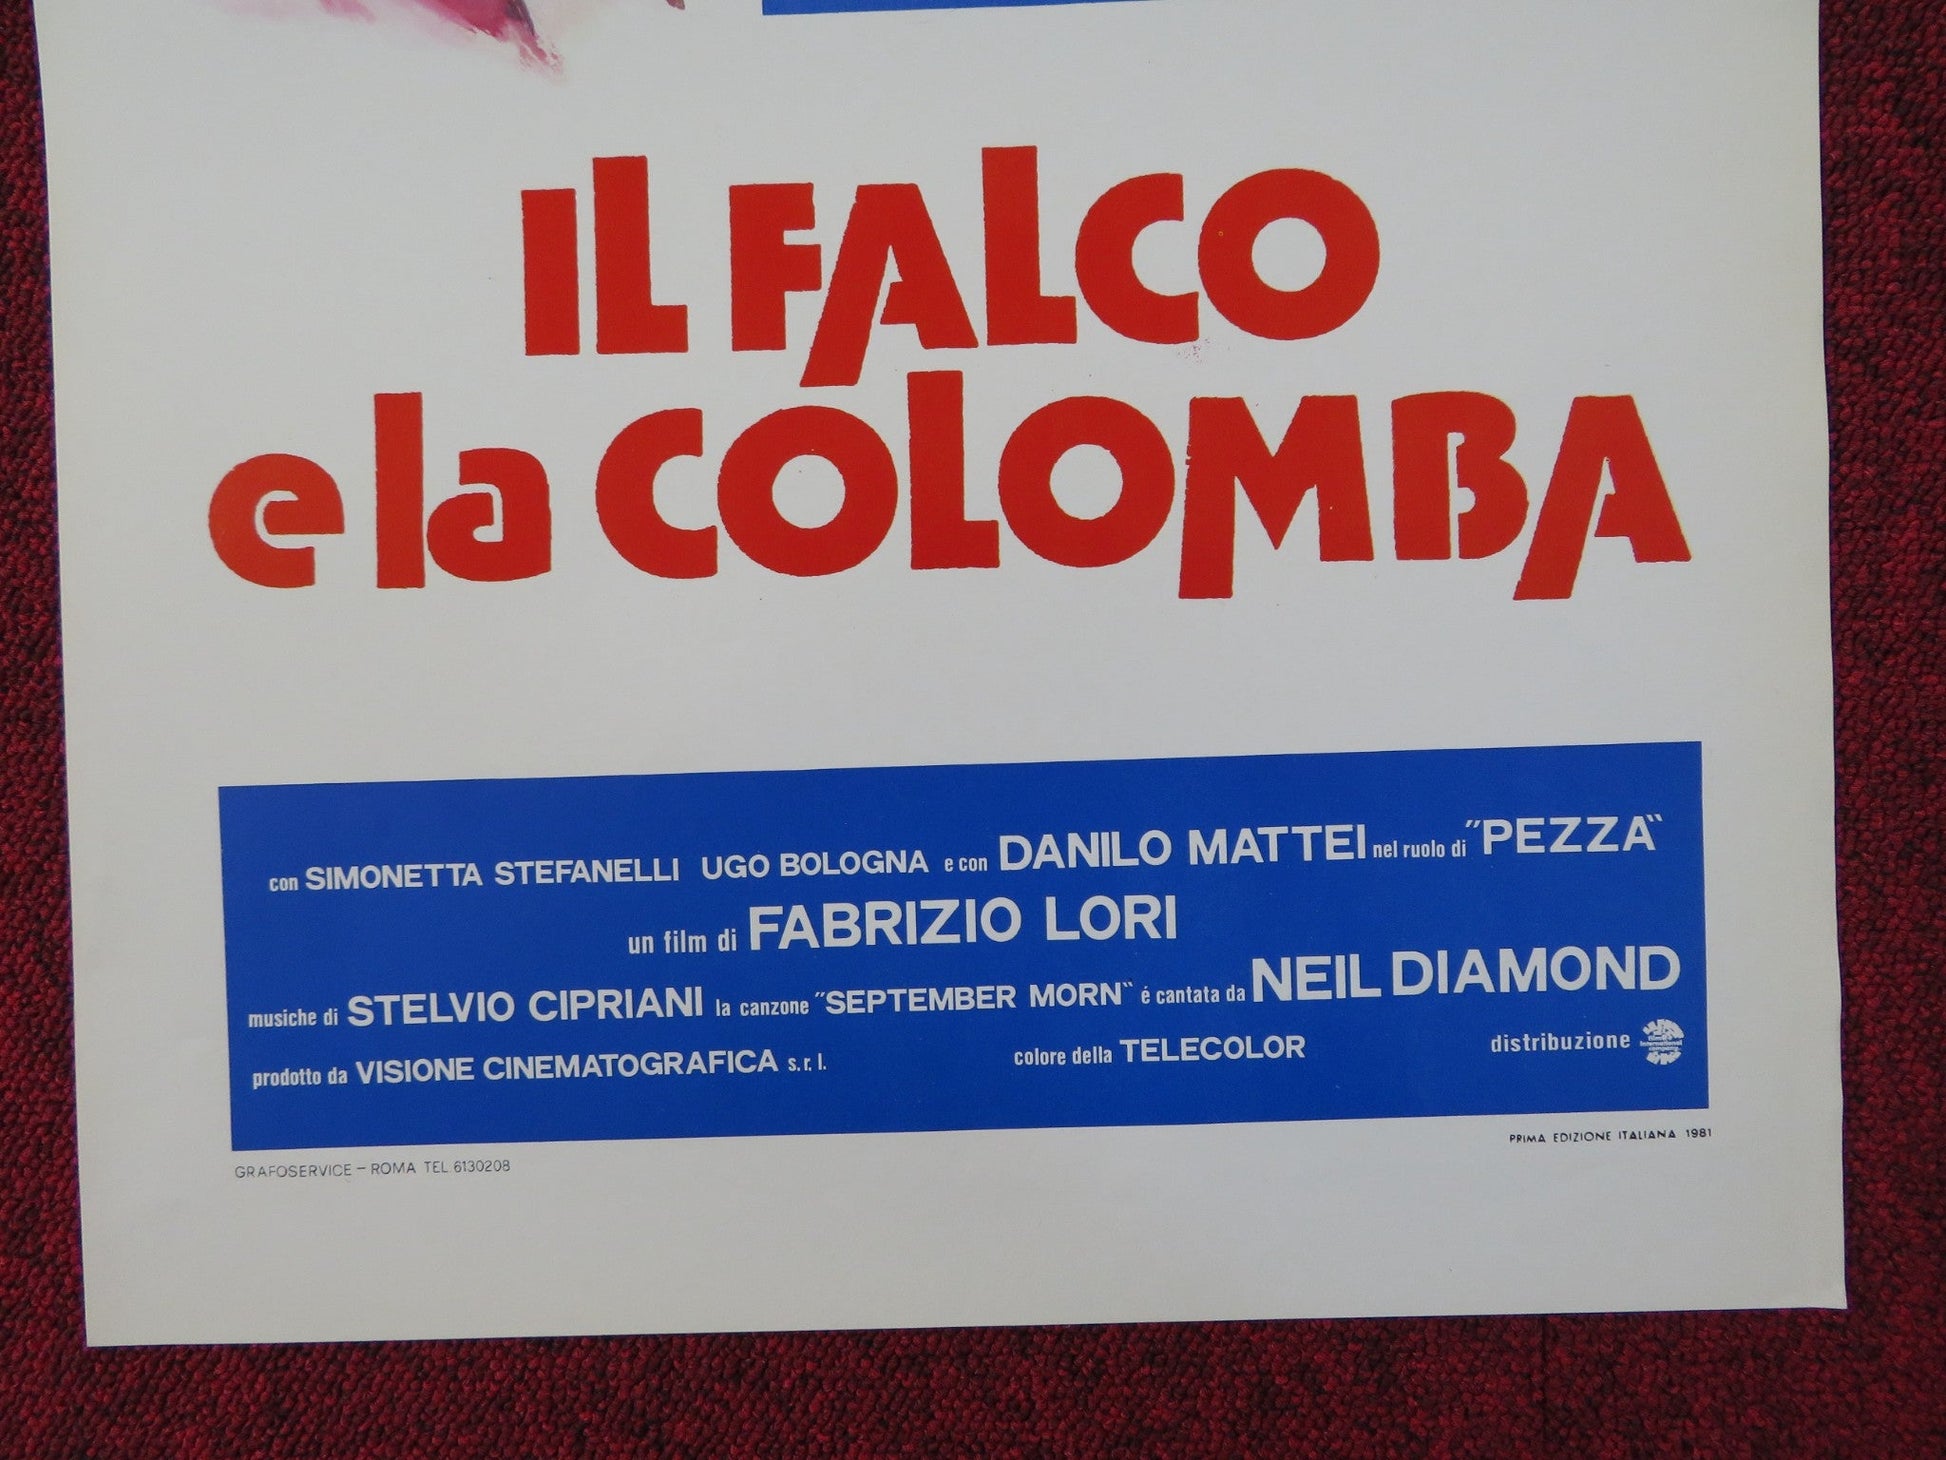 IL FALCO
e la COLOMBA
con SIMONETTA STEFANELLI UGO BOLOGNA e con DANILO MATTEI nel ruolo di "PEZZA"
un film di FABRIZIO LORI
musiche di STELVIO CIPRIANI la canzone "SEPTEMBER MORN" é cantata da NEIL DIAMOND
prodotto da VISIONE CINEMATOGRAFICA s.r.l. colore della TELECOLOR distribuzione
PRIMA EDIZIONE ITALIANA 1981
GRAFOSERVICE - ROMA TEL. 6130208